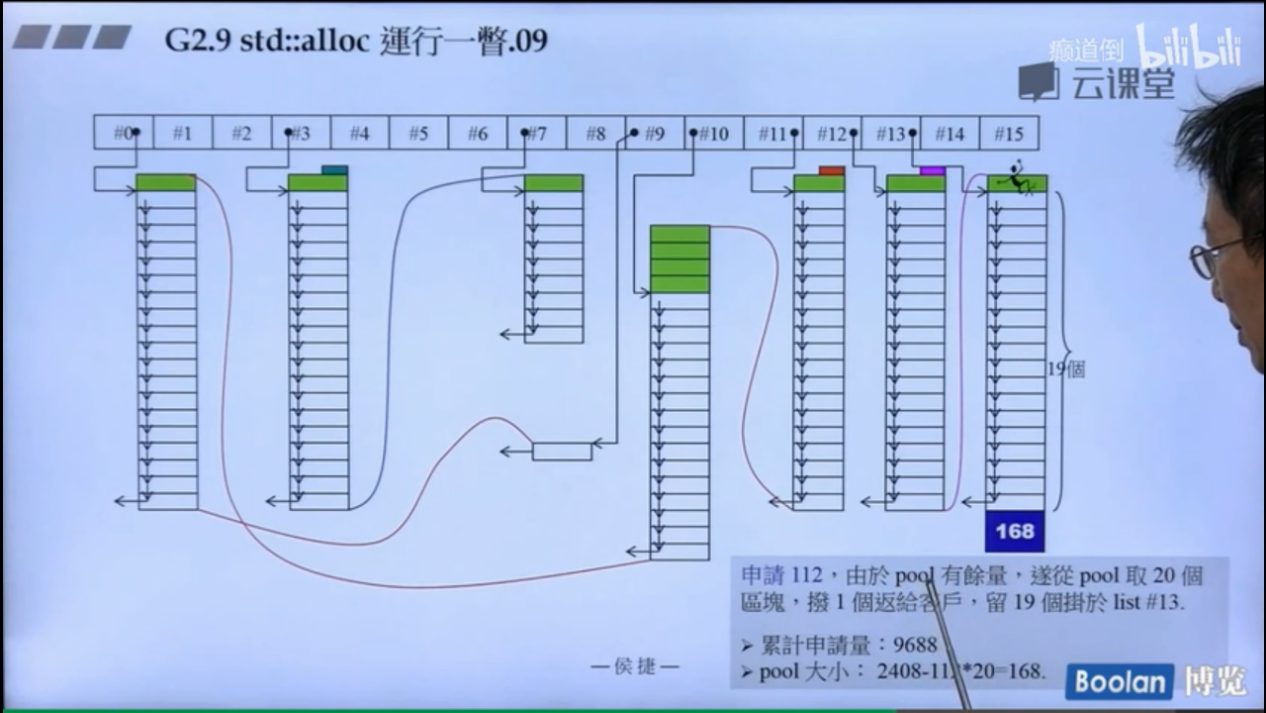 G2.9 std::alloc 運行一瞥.09
癫道倒 bilibili
云课堂
#0 #1 #2 #3 #4 #5 #6 #7 #8 #9 #10 #11 #12 #13 #14 #15
19個
168
申請 112，由於 pool 有餘量，遂從 pool 取 20 個
區塊，撥 1 個返給客戶，留 19 個掛於 list #13.
➢ 累計申請量：9688
➢ pool 大小： 2408-112*20=168.
—侯捷—
Boolan 博览